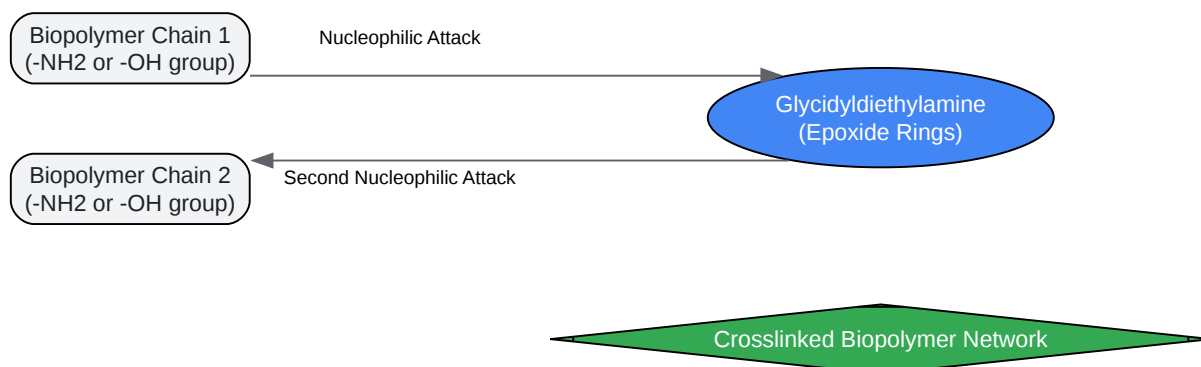 Biopolymer Chain 1
(-NH2 or -OH group)
Nucleophilic Attack
Glycidyldiethylamine
(Epoxide Rings)
Biopolymer Chain 2
(-NH2 or -OH group)
Second Nucleophilic Attack
Crosslinked Biopolymer Network